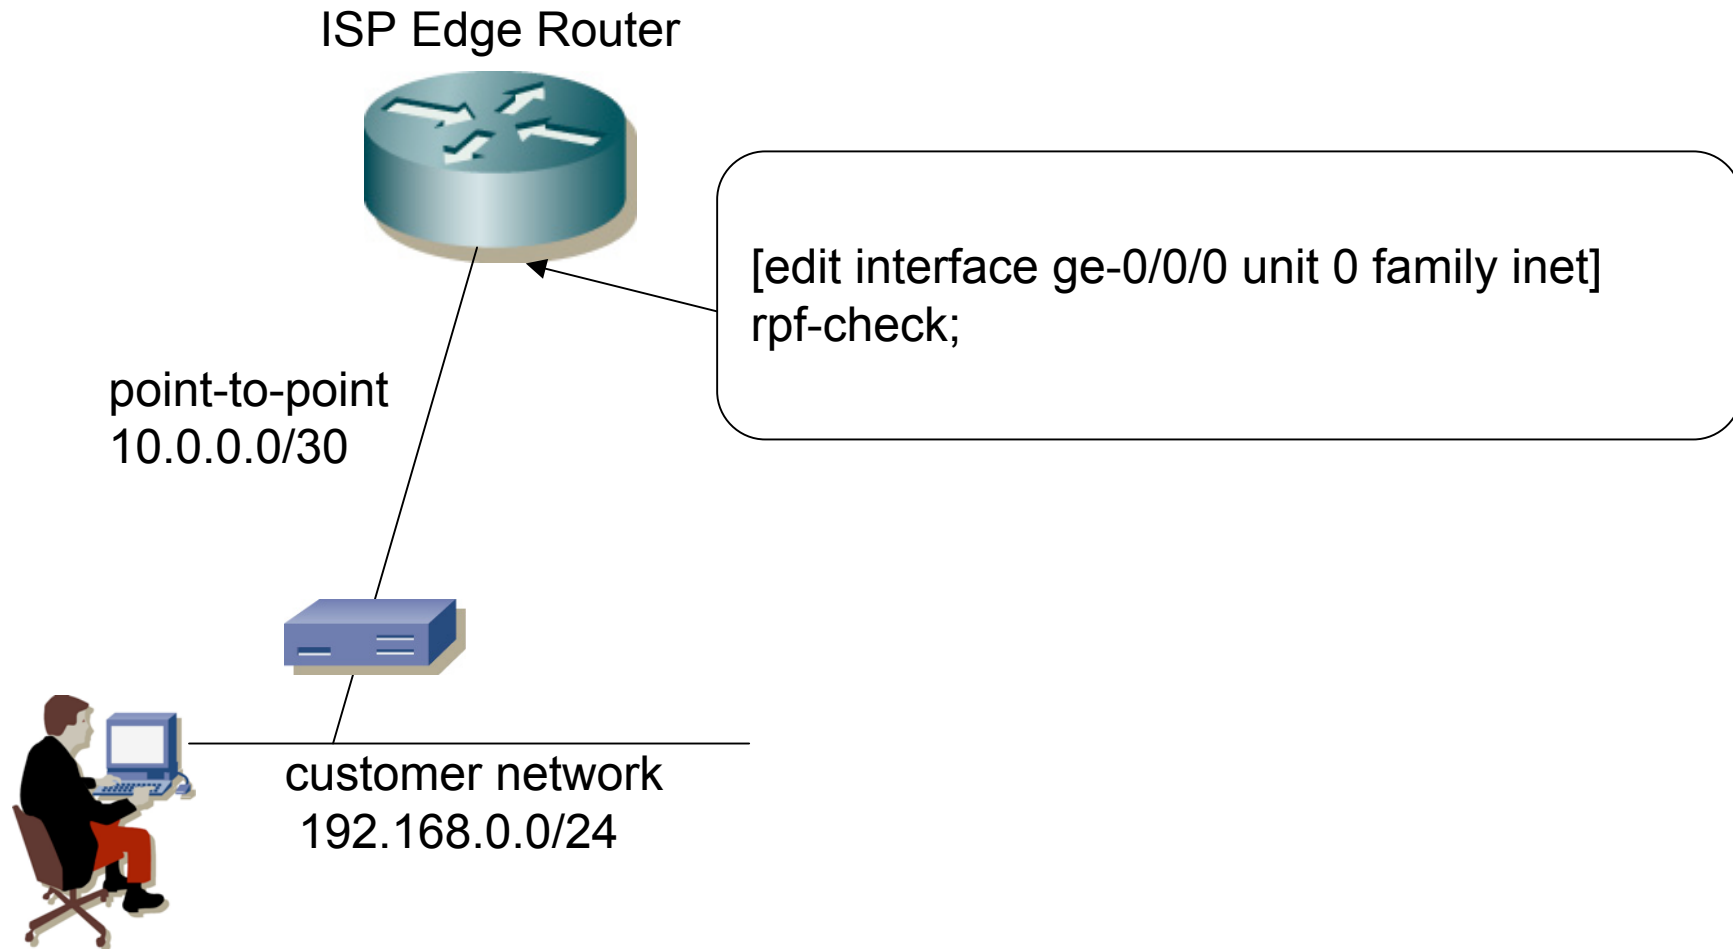 ISP Edge Router
[edit interface ge-0/0/0 unit 0 family inet]
rpf-check;
point-to-point
10.0.0.0/30
customer network
192.168.0.0/24